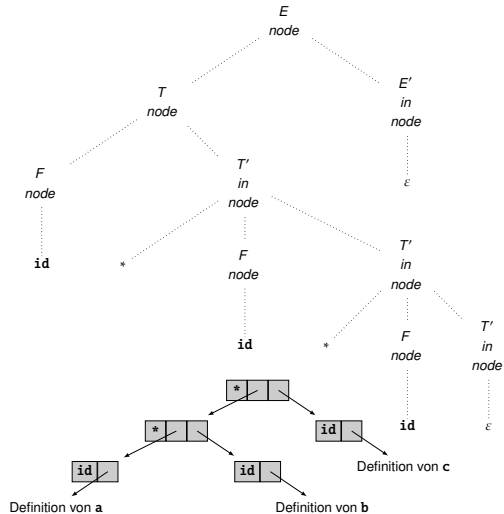 E
node
T
node
E′
in
node
F
node
T′
in
node
ε
id
*
F
node
T′
in
node
id
*
F
node
T′
in
node
id
ε
*
*
id
id
id
Definition von c
Definition von a
Definition von b